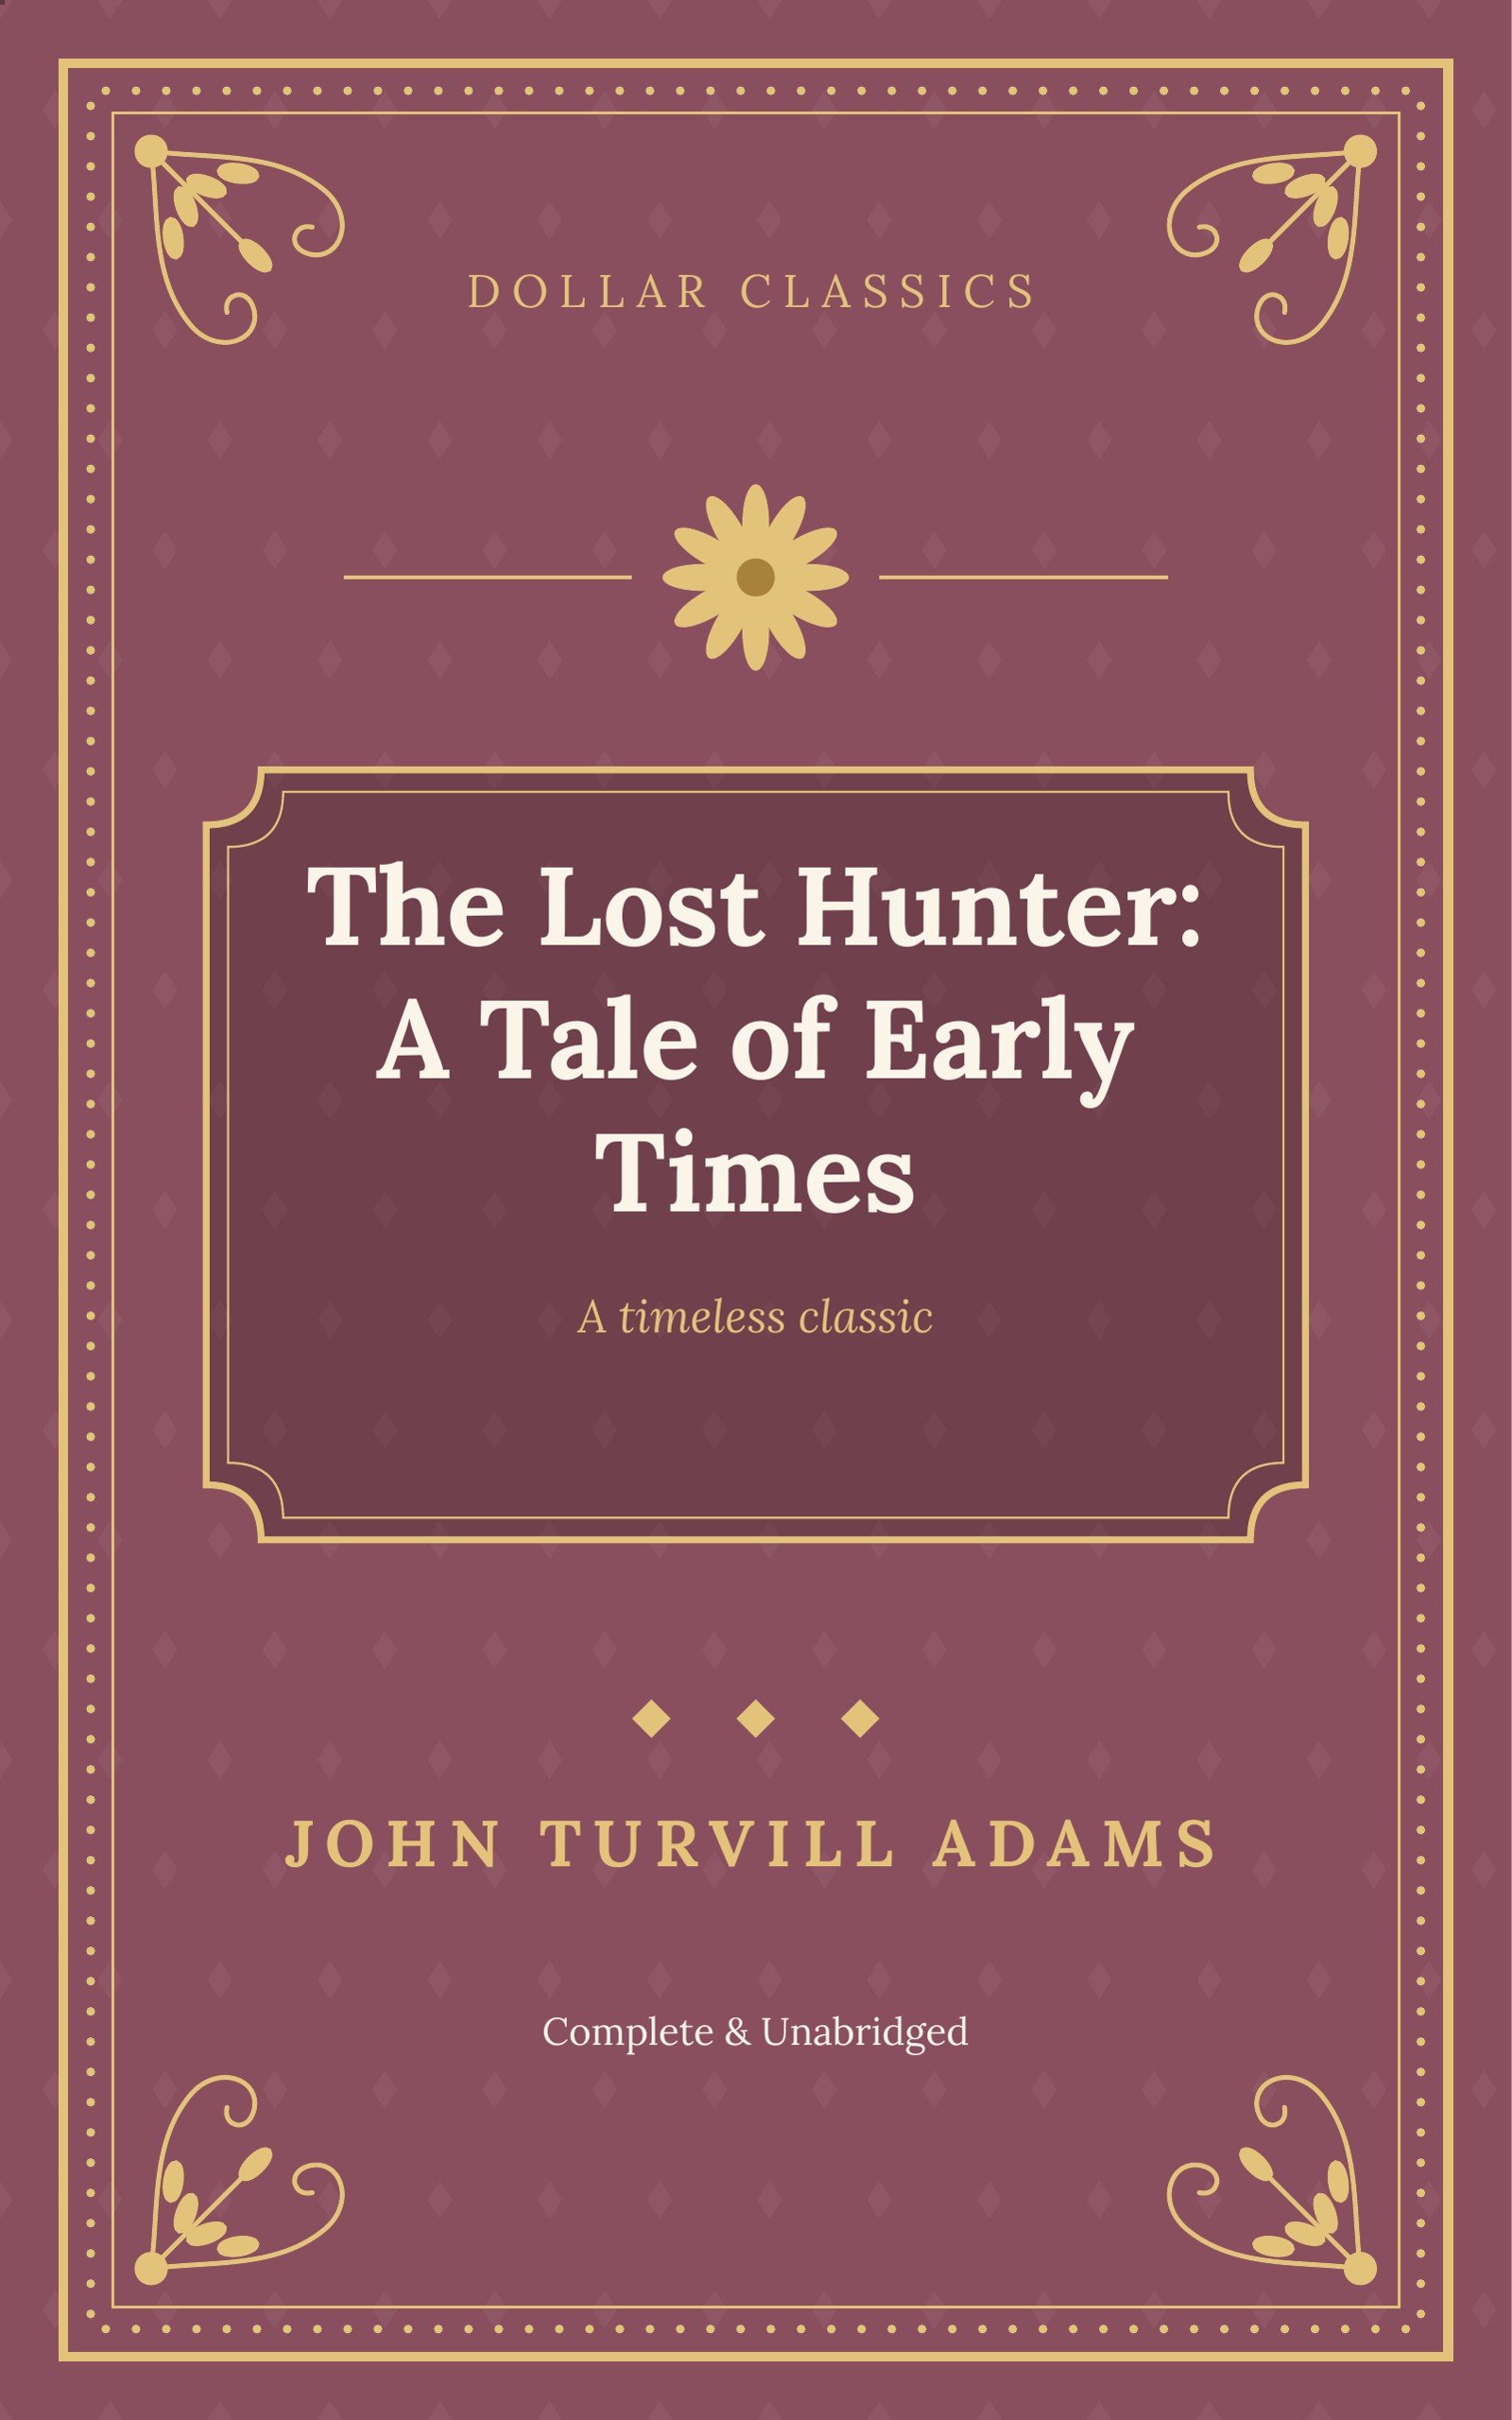 DOLLAR CLASSICS
The Lost Hunter:
A Tale of Early
Times
A timeless classic
JOHN TURVILL ADAMS
Complete & Unabridged